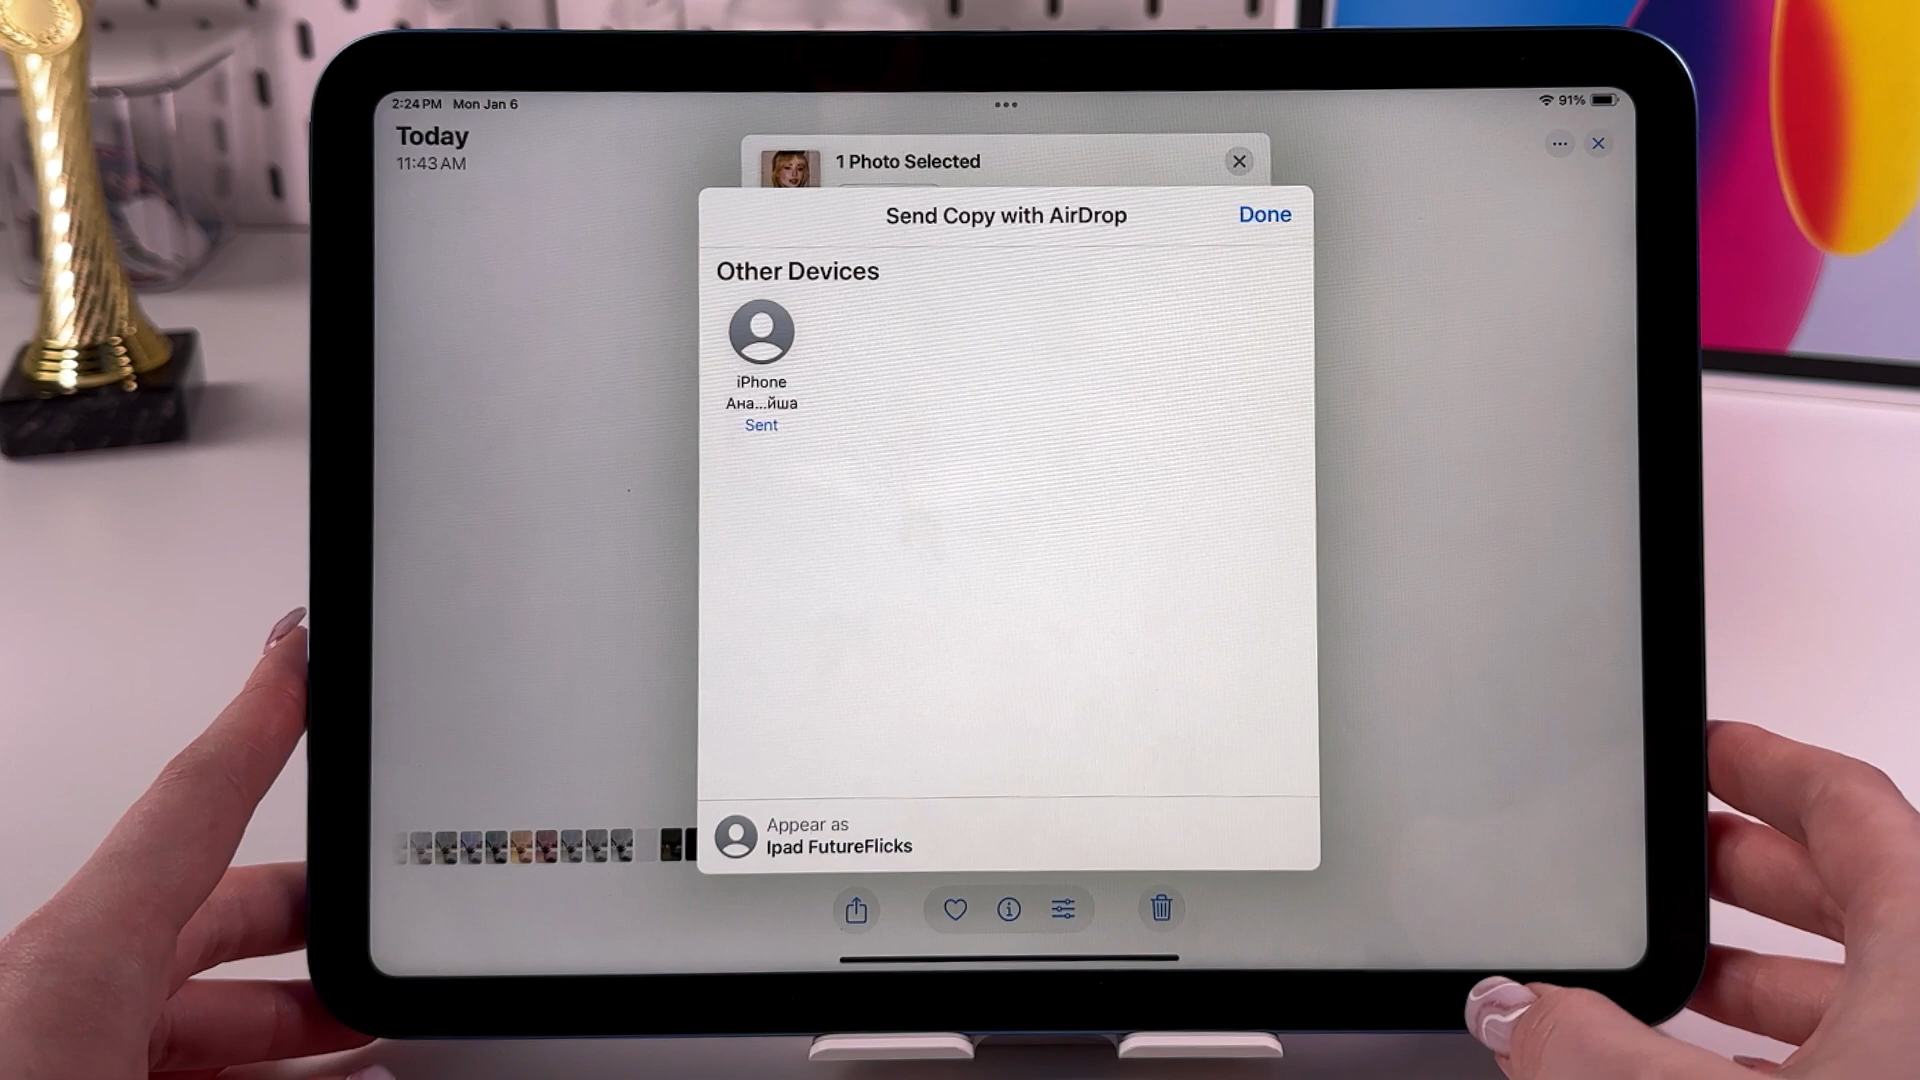 2:24 PM Mon Jan 6
91%
Today
11:43 AM
1 Photo Selected
Send Copy with AirDrop
Done
Other Devices
iPhone
Ана...йша
Sent
Appear as
Ipad FutureFlicks